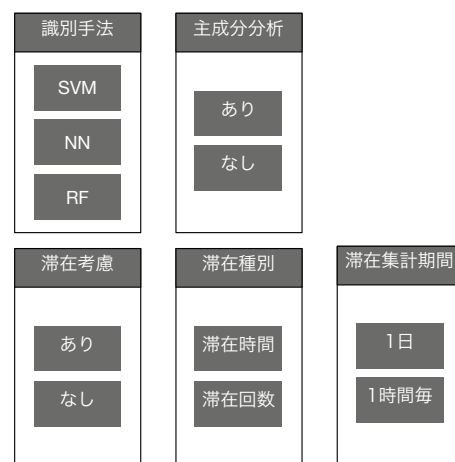 識別手法
SVM
NN
RF
主成分分析
あり
なし
滞在考慮
あり
なし
滞在種別
滞在時間
滞在回数
滞在集計期間
1日
1時間毎